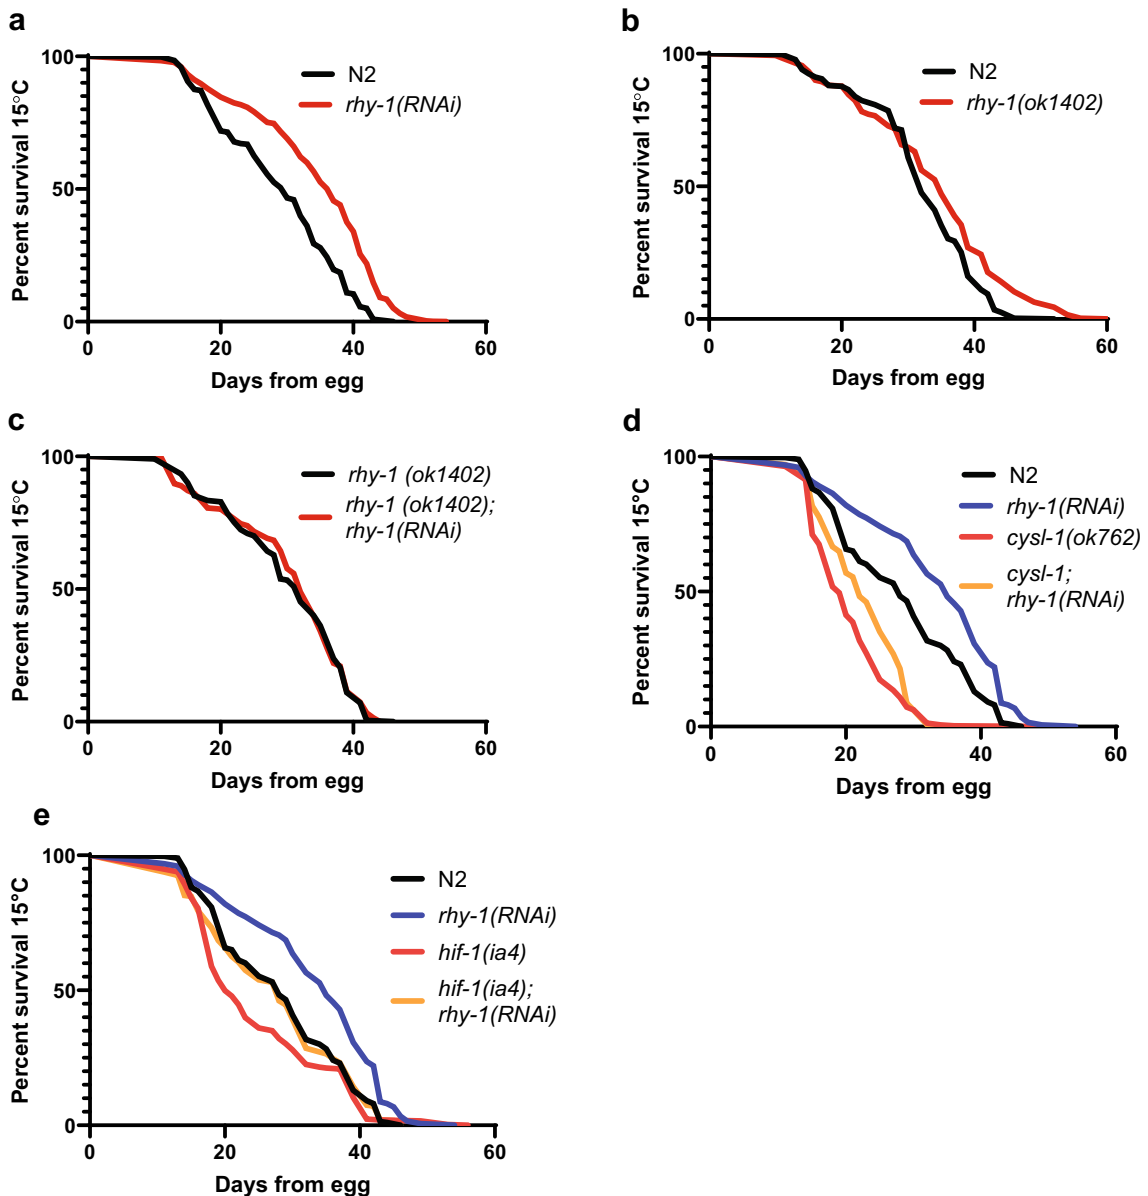 a
Percent survival 15°C
100
50
0
0 20 40 60
Days from egg
N2
rhy-1(RNAi)
b
Percent survival 15°C
100
50
0
0 20 40 60
Days from egg
N2
rhy-1(ok1402)
c
Percent survival 15°C
100
50
0
0 20 40 60
Days from egg
rhy-1 (ok1402)
rhy-1 (ok1402);
rhy-1(RNAi)
d
Percent survival 15°C
100
50
0
0 20 40 60
Days from egg
N2
rhy-1(RNAi)
cysl-1(ok762)
cysl-1;
rhy-1(RNAi)
e
Percent survival 15°C
100
50
0
0 20 40 60
Days from egg
N2
rhy-1(RNAi)
hif-1(ia4)
hif-1(ia4);
rhy-1(RNAi)